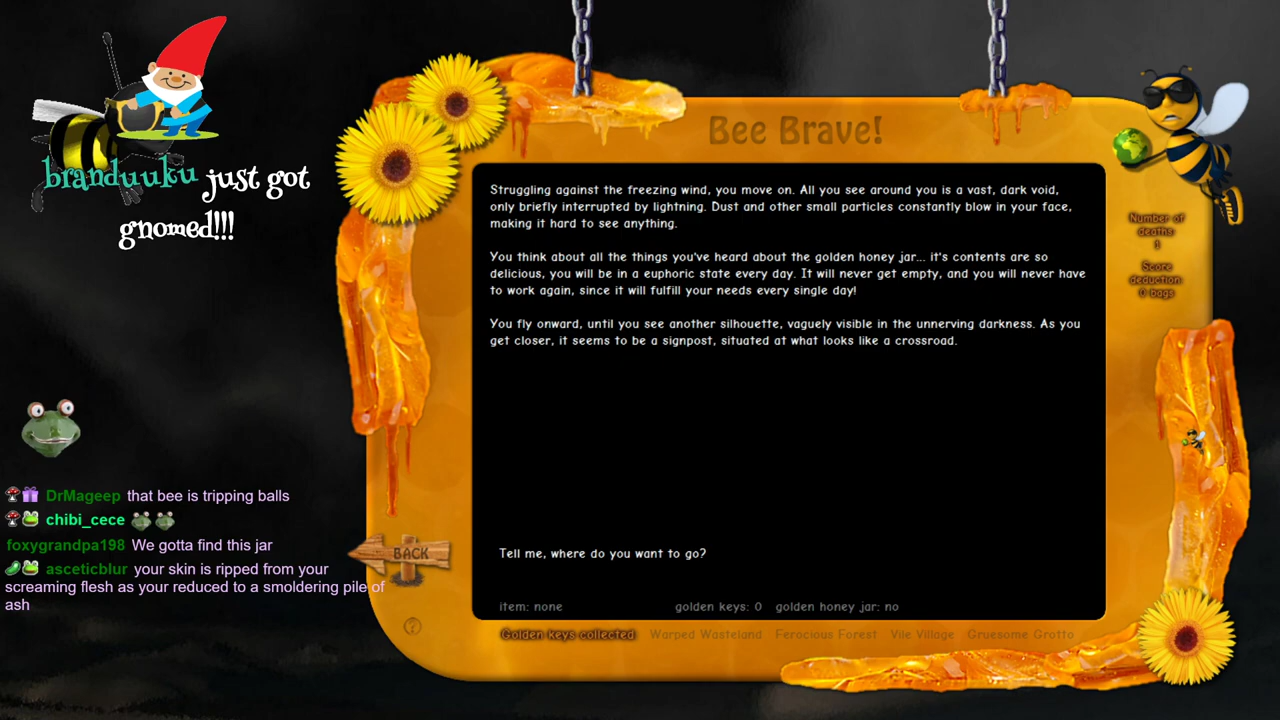 branduuku just got
gnomed!!!
DrMageep that bee is tripping balls
chibi_cece
foxygrandpa198 We gotta find this jar
asceticblur your skin is ripped from your
screaming flesh as your reduced to a smoldering pile of
ash
Bee Brave!
Struggling against the freezing wind, you move on. All you see around you is a vast, dark void,
only briefly interrupted by lightning. Dust and other small particles constantly blow in your face,
making it hard to see anything.
You think about all the things you've heard about the golden honey jar... it's contents are so
delicious, you will be in a euphoric state every day. It will never get empty, and you will never have
to work again, since it will fulfill your needs every single day!
You fly onward, until you see another silhouette, vaguely visible in the unnerving darkness. As you
get closer, it seems to be a signpost, situated at what looks like a crossroad.
Tell me, where do you want to go?
item: none golden keys: 0 golden honey jar: no
Golden keys collected Warped Wasteland Ferocious Forest Vile Village Gruesome Grotto
BACK
?
Number of
deaths:
1
Score
deduction:
0 bags